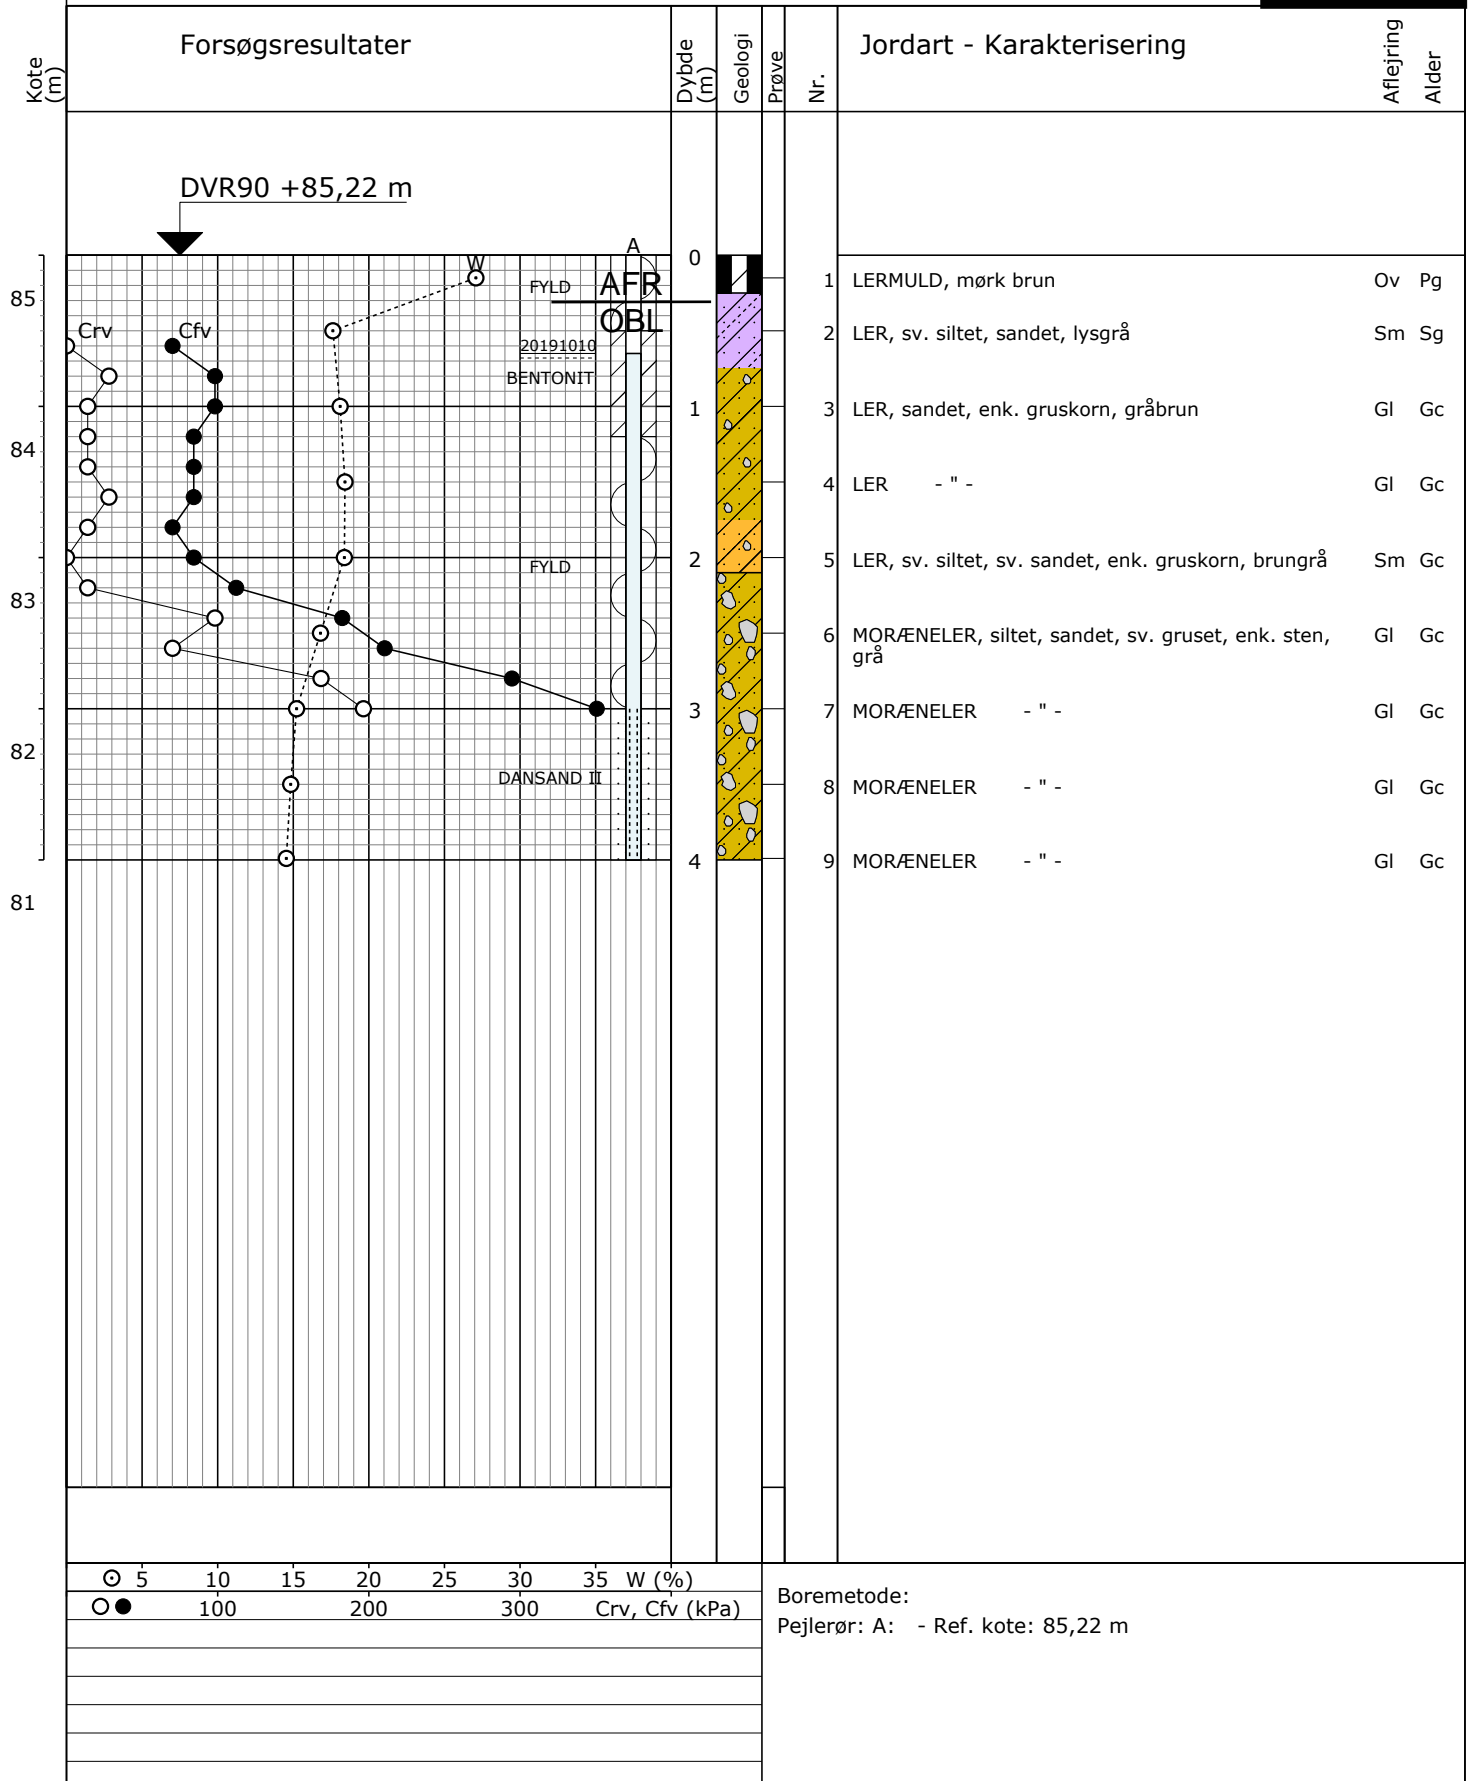 Kote (m)
Forsøgsresultater
Dybde (m)
Geologi
Prøve
Nr.
Jordart - Karakterisering
Aflejring
Alder
DVR90 +85,22 m
A
W
0
FYLD
AFR
1 LERMULD, mørk brun Ov Pg
85
ØBL
Crv
Cfv
2 LER, sv. siltet, sandet, lysgrå Sm Sg
20191010
BENTONIT
1
3 LER, sandet, enk. gruskorn, gråbrun Gl Gc
84
4 LER - " - Gl Gc
2
FYLD
5 LER, sv. siltet, sv. sandet, enk. gruskorn, brungrå Sm Gc
83
6 MORÆNELER, siltet, sandet, sv. gruset, enk. sten, Gl Gc
grå
3
7 MORÆNELER - " - Gl Gc
82
DANSAND II
8 MORÆNELER - " - Gl Gc
4
9 MORÆNELER - " - Gl Gc
81
5 10 15 20 25 30 35 W (%)
100 200 300 Crv, Cfv (kPa)
Boremetode:
Pejlerør: A: - Ref. kote: 85,22 m